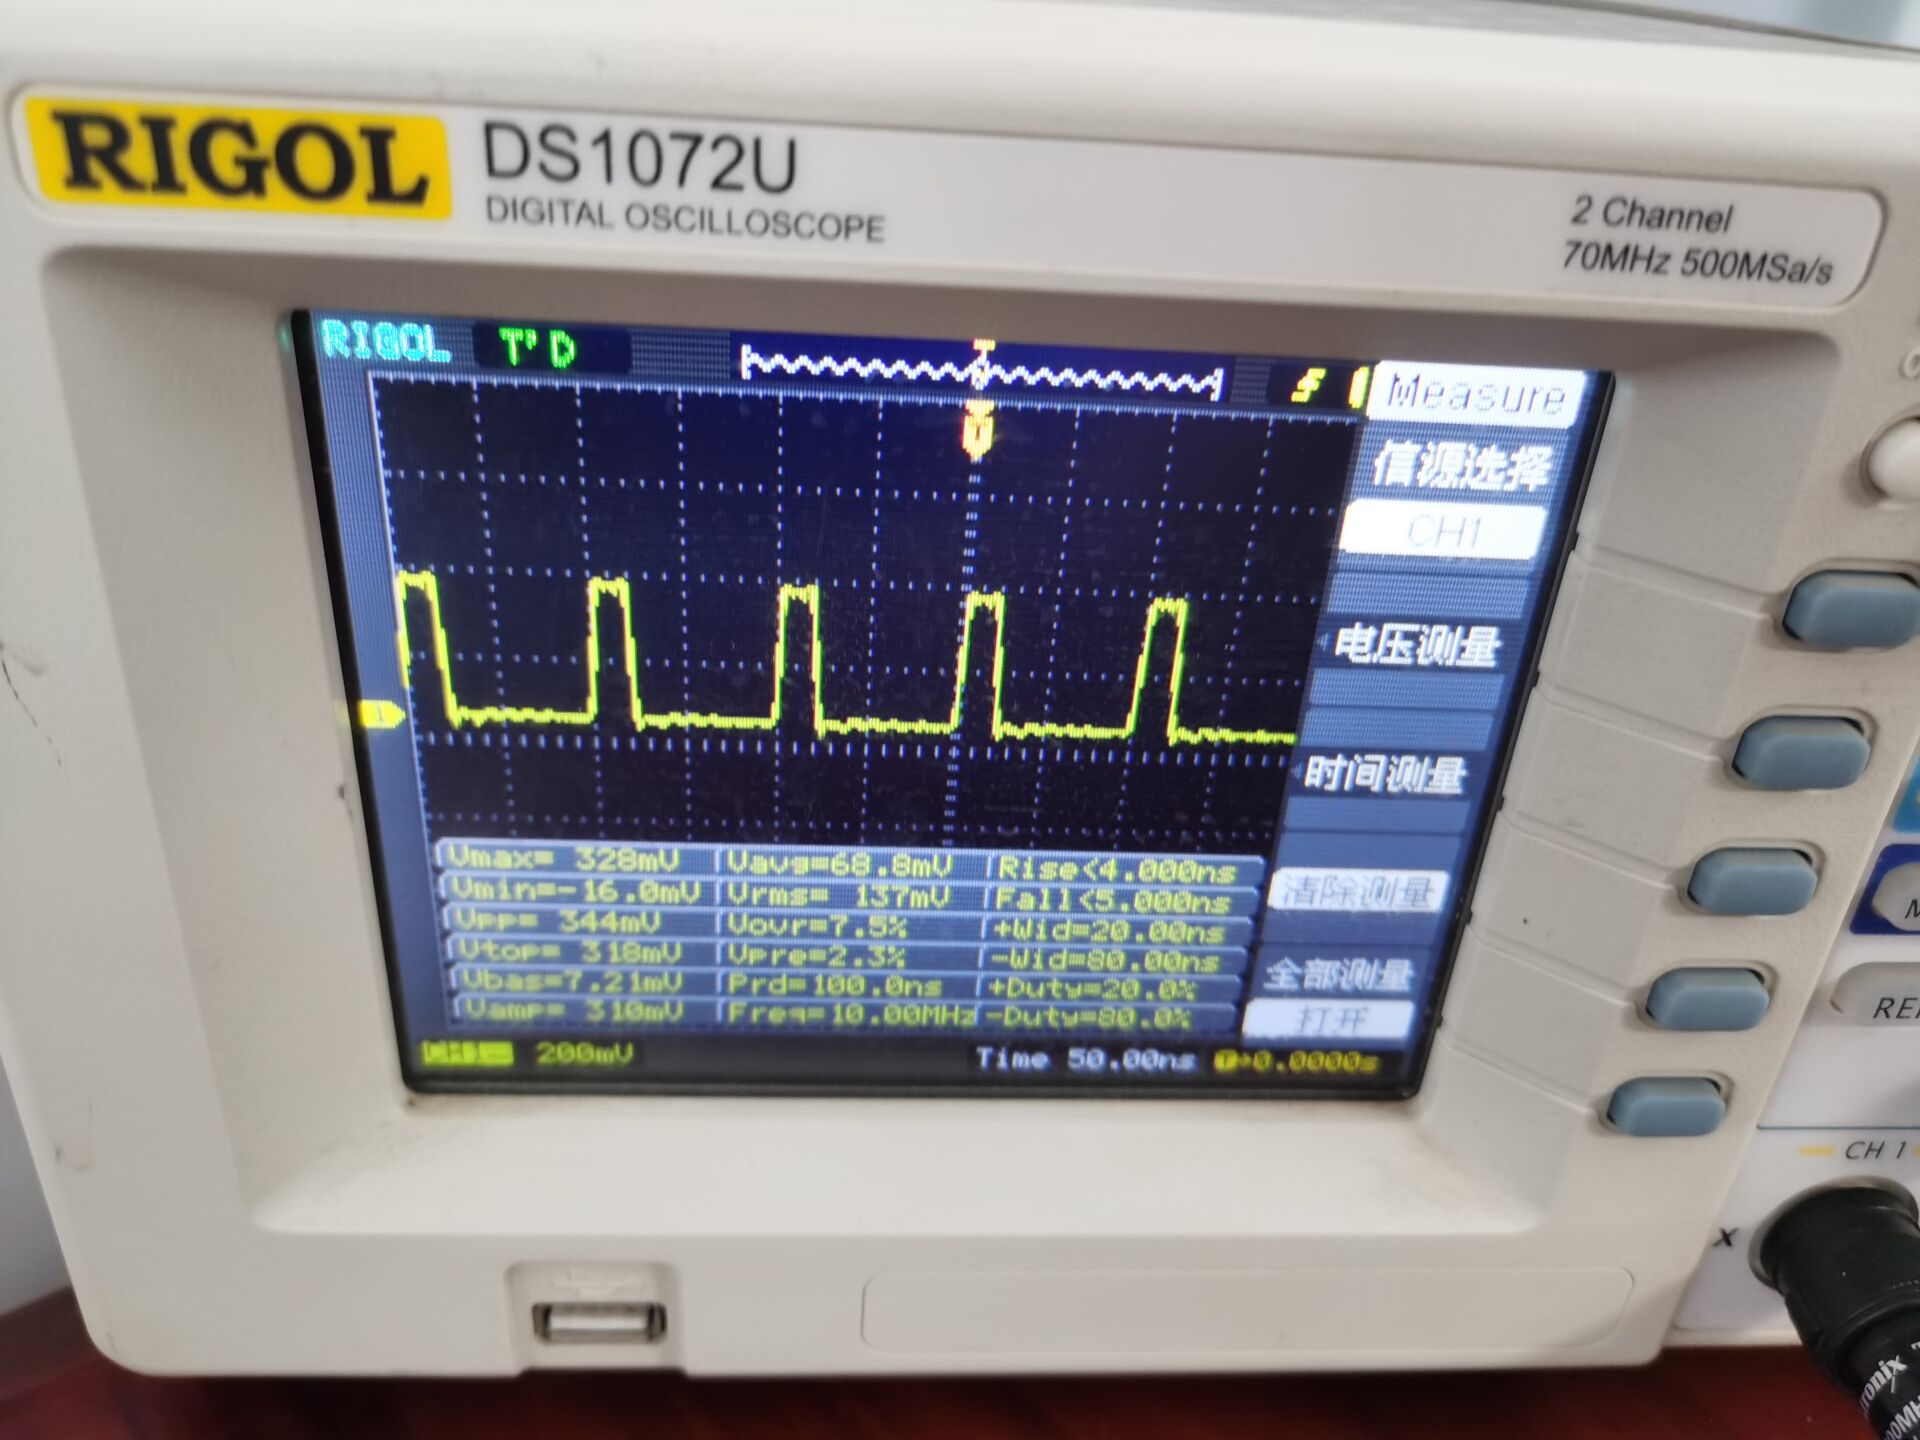 RIGOL DS1072U
DIGITAL OSCILLOSCOPE
2 Channel
70MHz 500MSa/s
RIGOL T'D
Measure
信源选择
CH1
电压测量
时间测量
清除测量
全部测量
打开
1
Vmax= 328mV Vavg=68.8mV Rise<4.000ns
Vmin=-16.0mV Vrms= 137mV Fall<5.000ns
Vpp= 344mV Vovr=7.5% +Wid=20.00ns
Vtop= 318mV Vpre=2.3% -Wid=80.00ns
Vbas=7.21mV Prd=100.0ns +Duty=20.0%
Vamp= 310mV Freq=10.00MHz -Duty=80.0%
CH1 200mV Time 50.00ns T→0.0000s
CH 1
X